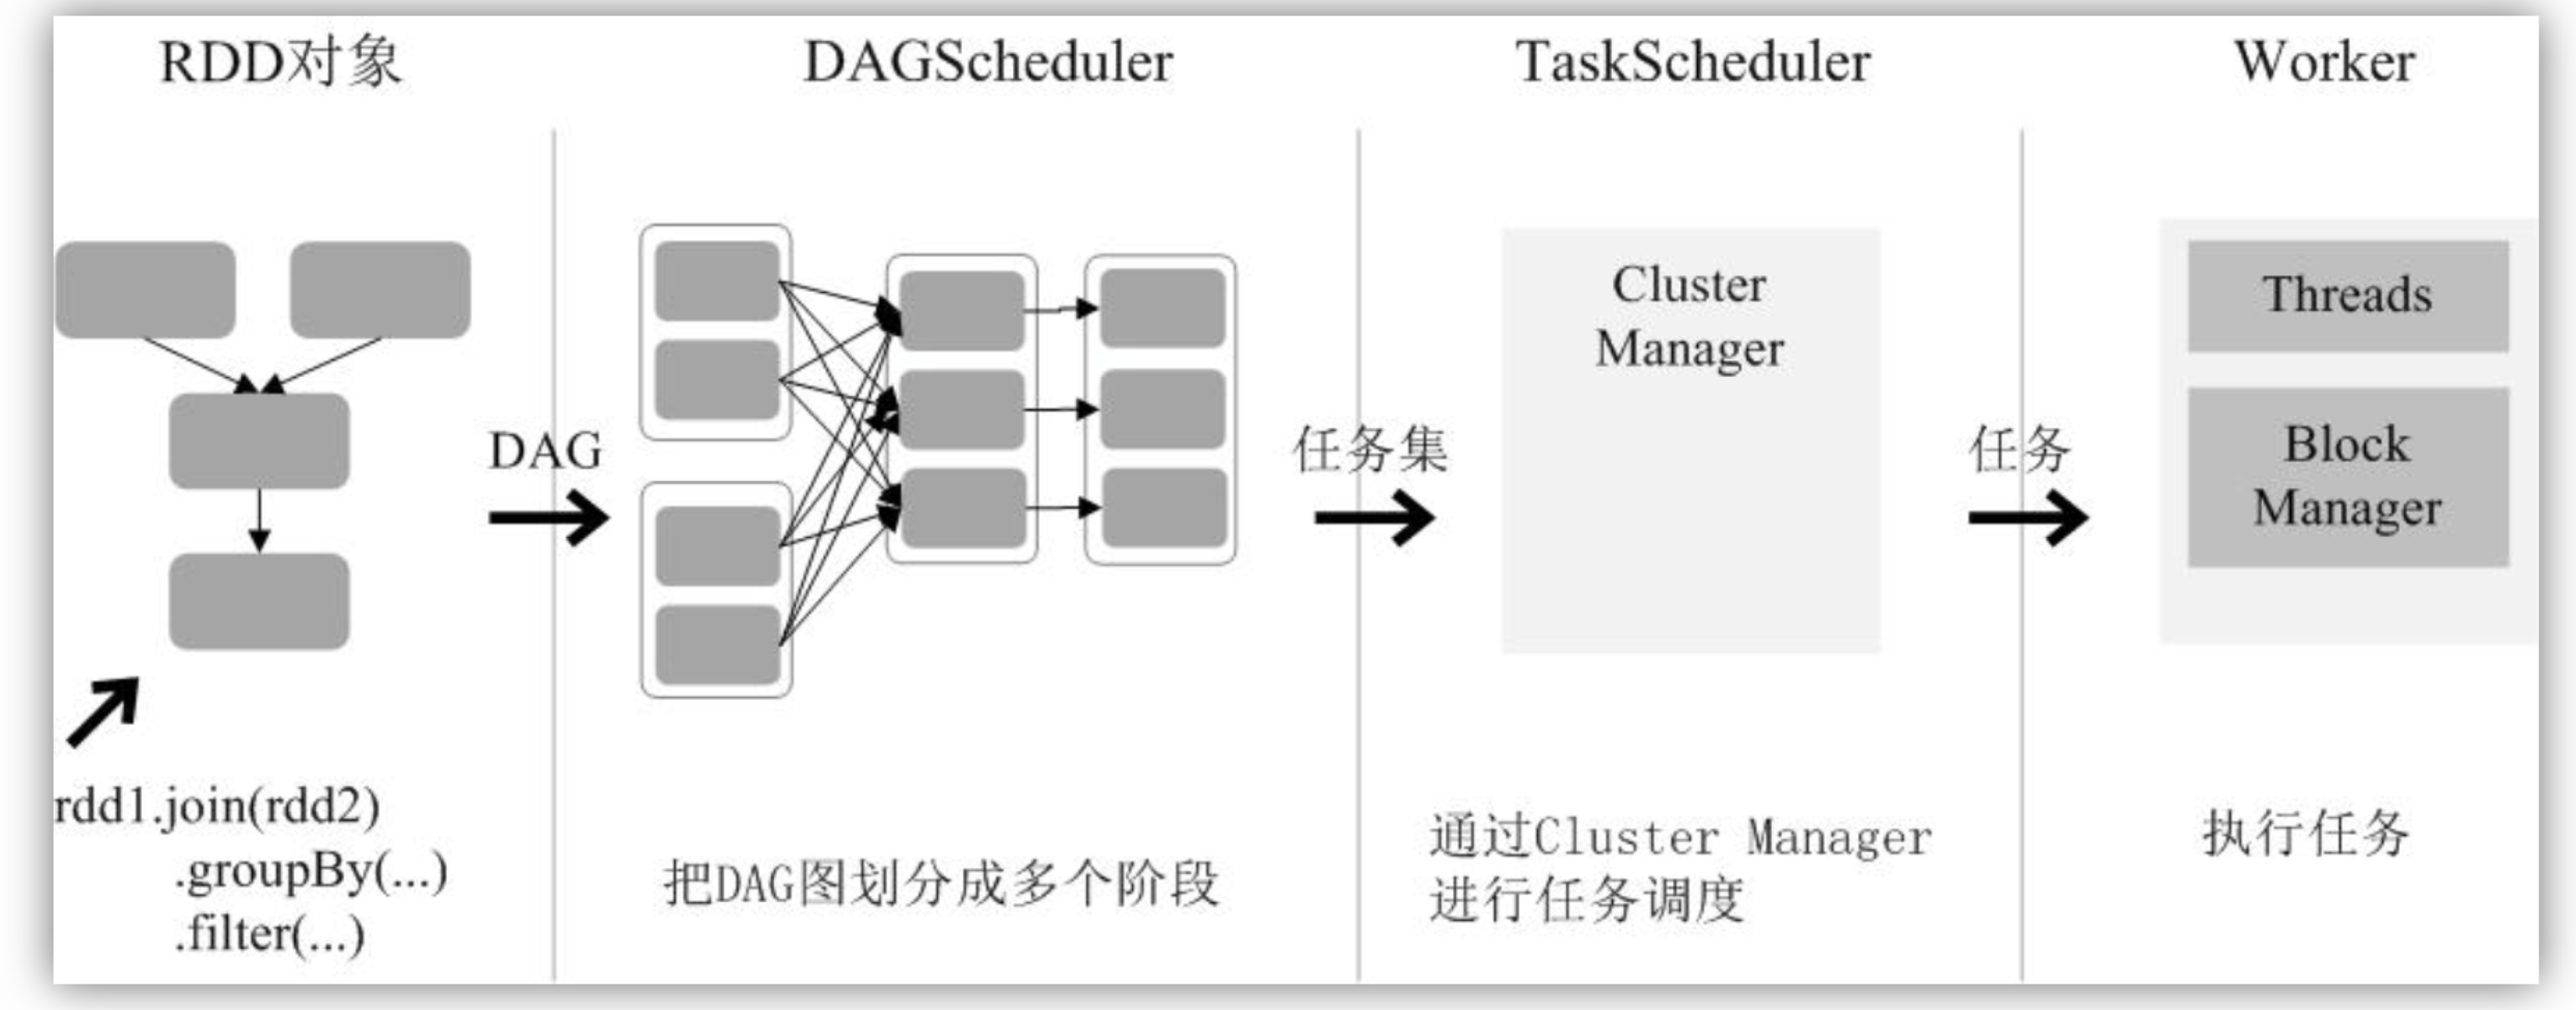 RDD对象
DAGScheduler
TaskScheduler
Worker
DAG
任务集
Cluster
Manager
任务
Threads
Block
Manager
rdd1.join(rdd2)
.groupBy(...)
.filter(...)
把DAG图划分成多个阶段
通过Cluster Manager
进行任务调度
执行任务